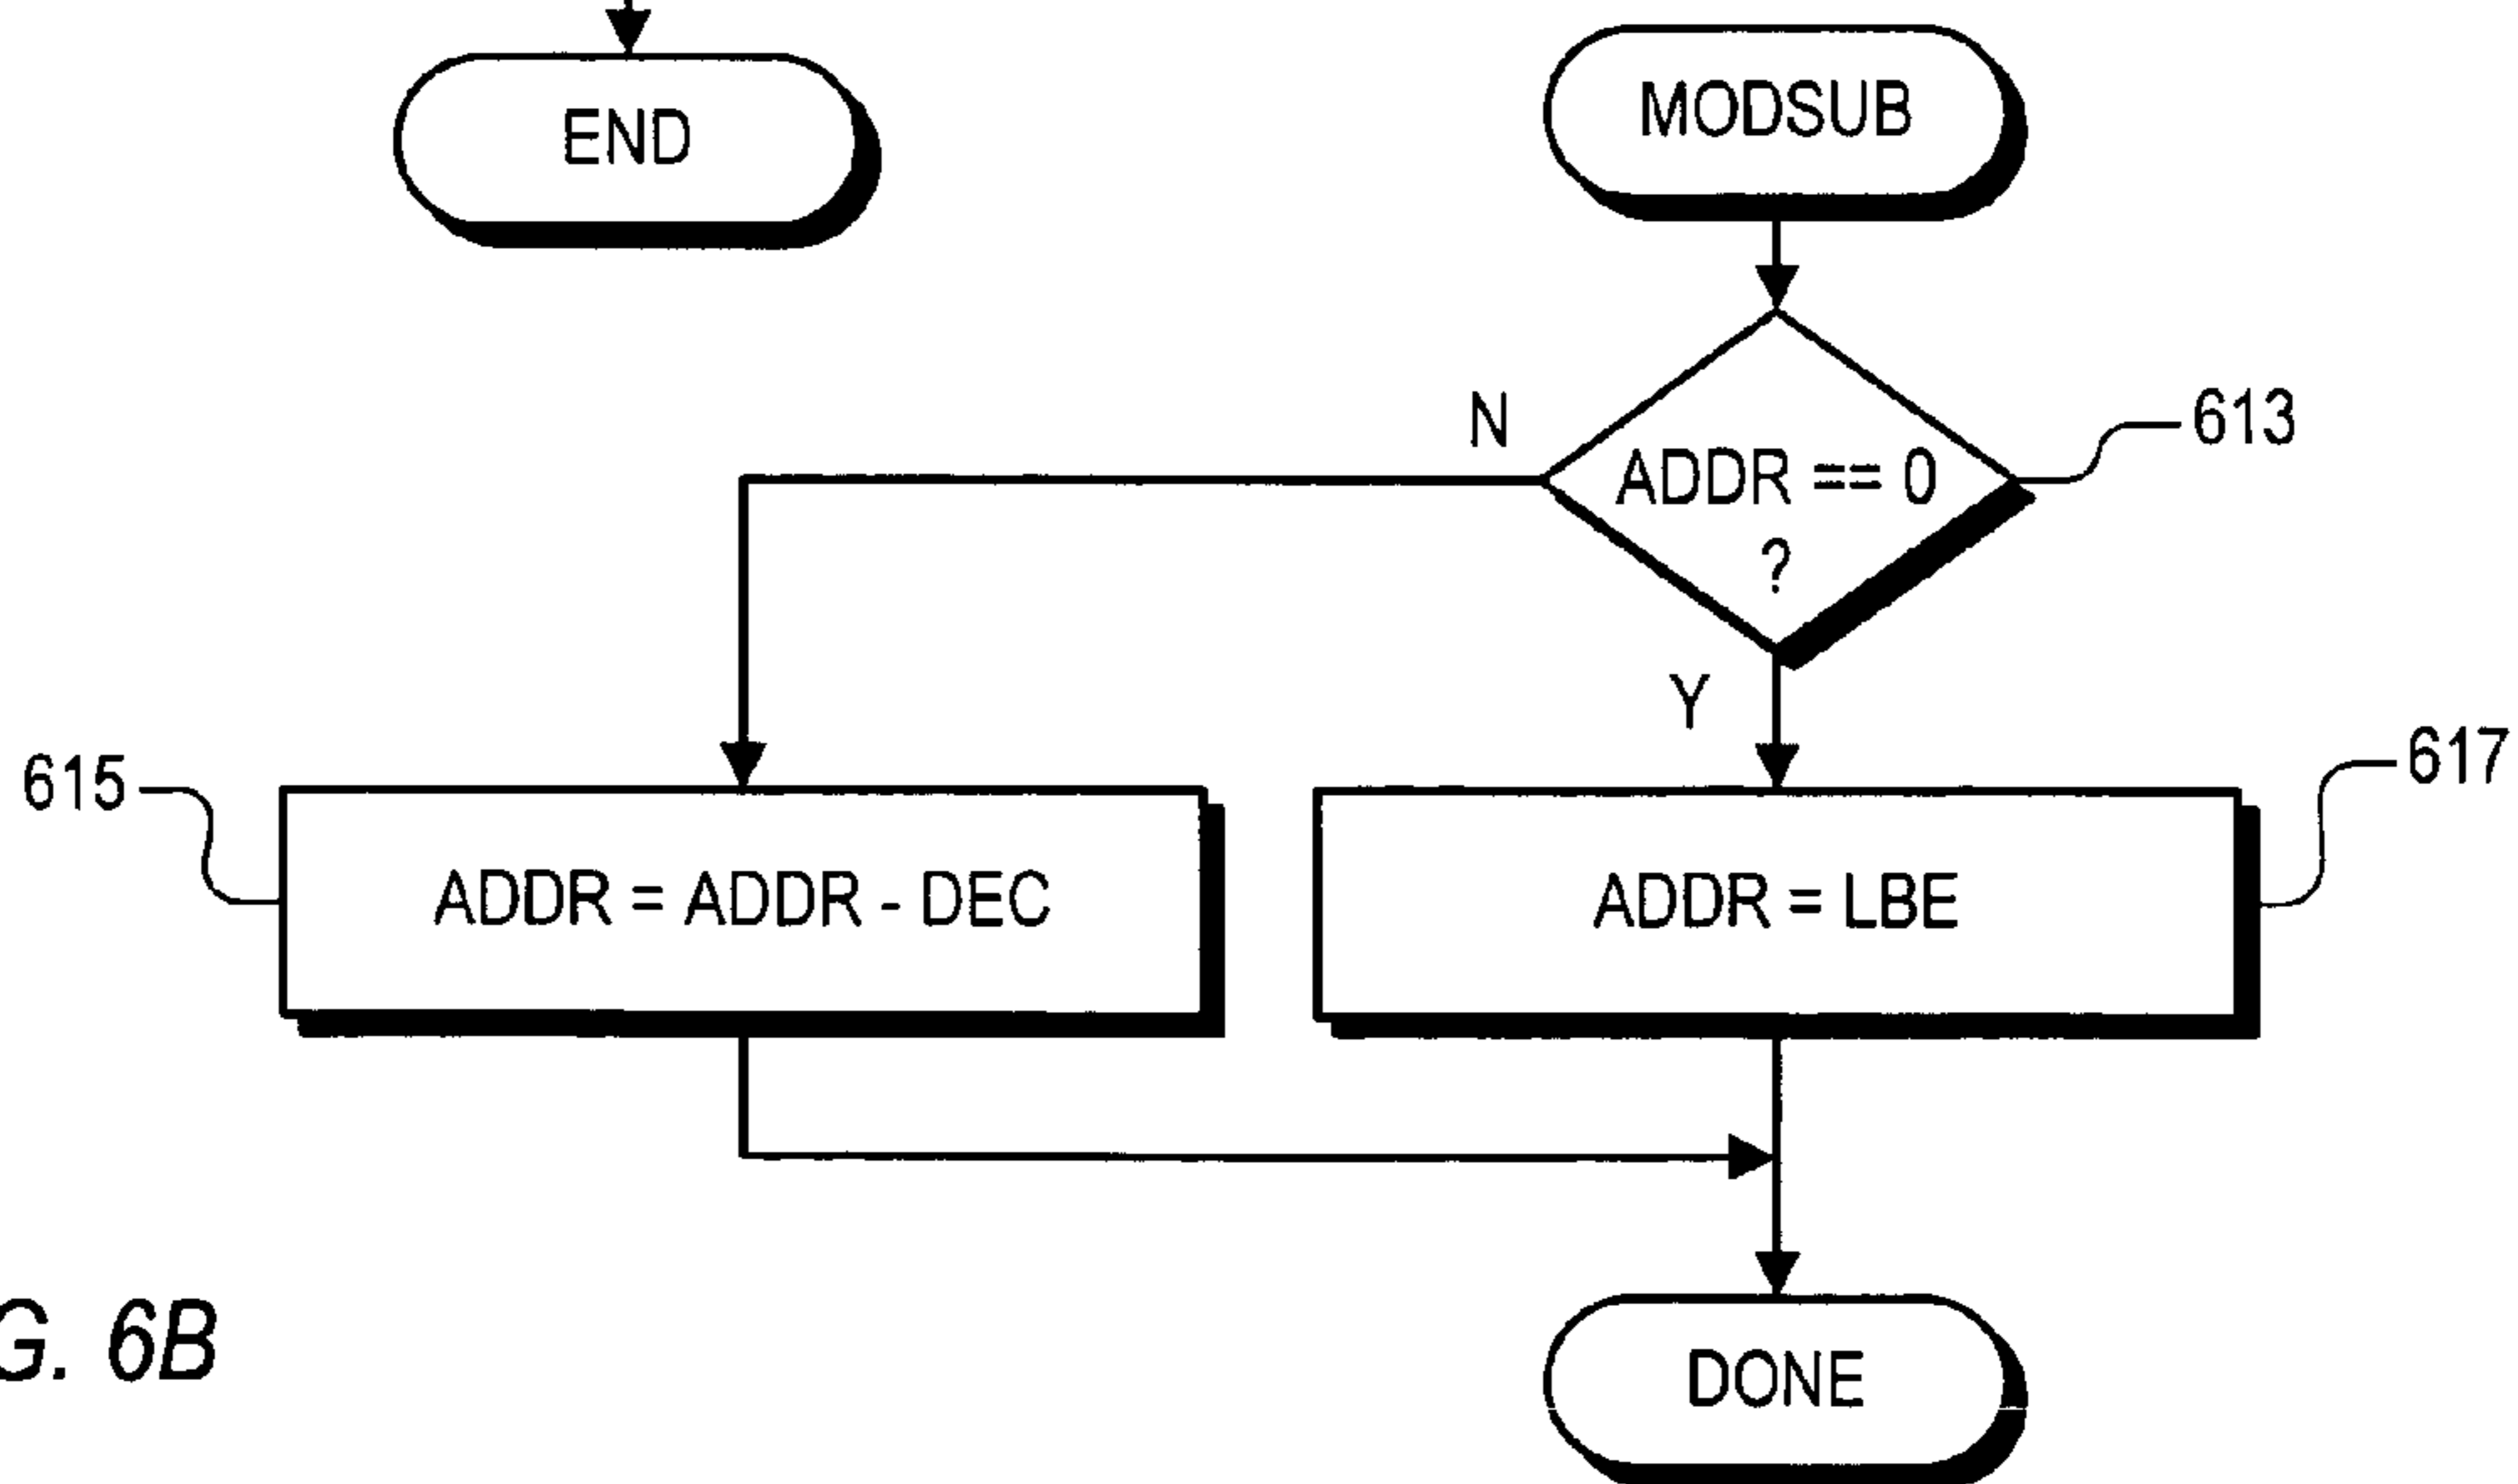 END
MODSUB
N
ADDR == 0
?
613
Y
615
617
ADDR = ADDR - DEC
ADDR = LBE
G. 6B
DONE